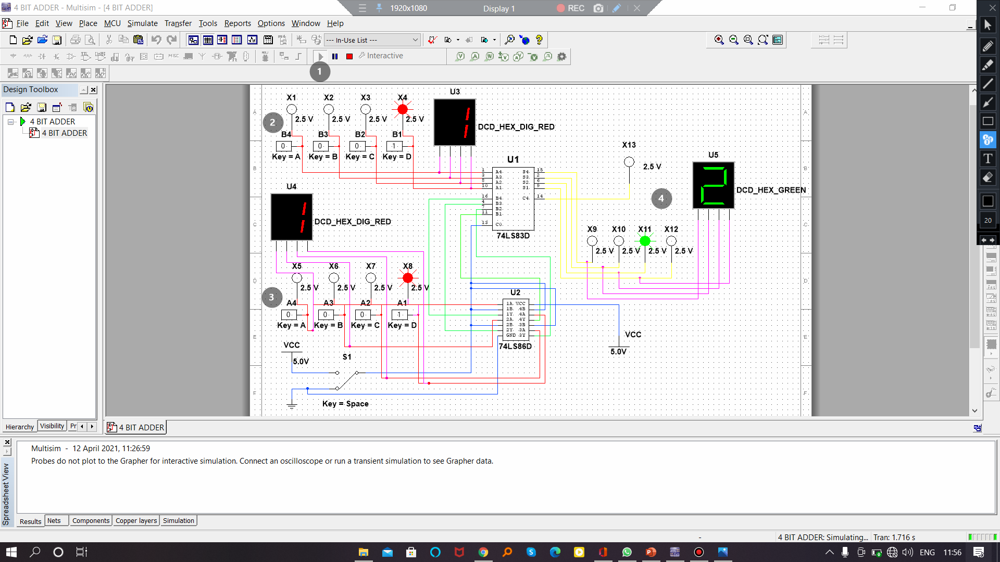 4 BIT ADDER - Multisim - [4 BIT ADDER]
1920x1080
Display 1
REC
File Edit View Place MCU Simulate Transfer Tools Reports Options Window Help
--- In-Use List ---
MISC
Interactive
1
Design Toolbox
4 BIT ADDER
4 BIT ADDER
Hierarchy Visibility Pr
X1 X2 X3 X4
2.5 V 2.5 V 2.5 V 2.5 V
2
B4 B3 B2 B1
0 0 0 1
Key = A Key = B Key = C Key = D
U3
1
DCD_HEX_DIG_RED
U4
1
DCD_HEX_DIG_RED
U1
1 A4 S4 15
3 A3 S3 2
8 A2 S2 6
10 A1 S1 9
16 B4 C4 14
4 B3
7 B2
11 B1
13 C0
74LS83D
X13
2.5 V
U5
2
DCD_HEX_GREEN
4
X9 X10 X11 X12
2.5 V 2.5 V 2.5 V 2.5 V
X5 X6 X7 X8
2.5 V 2.5 V 2.5 V 2.5 V
3
A4 A3 A2 A1
0 0 0 1
Key = A Key = B Key = C Key = D
U2
1A VCC
1B 4B
1Y 4A
2A 4Y
2B 3B
2Y 3A
GND 3Y
74LS86D
VCC
5.0V
VCC
5.0V
S1
Key = Space
A B C D E F
A B C D E F
T
20
4 BIT ADDER
Multisim - 12 April 2021, 11:26:59
Probes do not plot to the Grapher for interactive simulation. Connect an oscilloscope or run a transient simulation to see Grapher data.
Spreadsheet View
Results Nets Components Copper layers Simulation
-
4 BIT ADDER: Simulating... Tran: 1.716 s
ENG 11:56